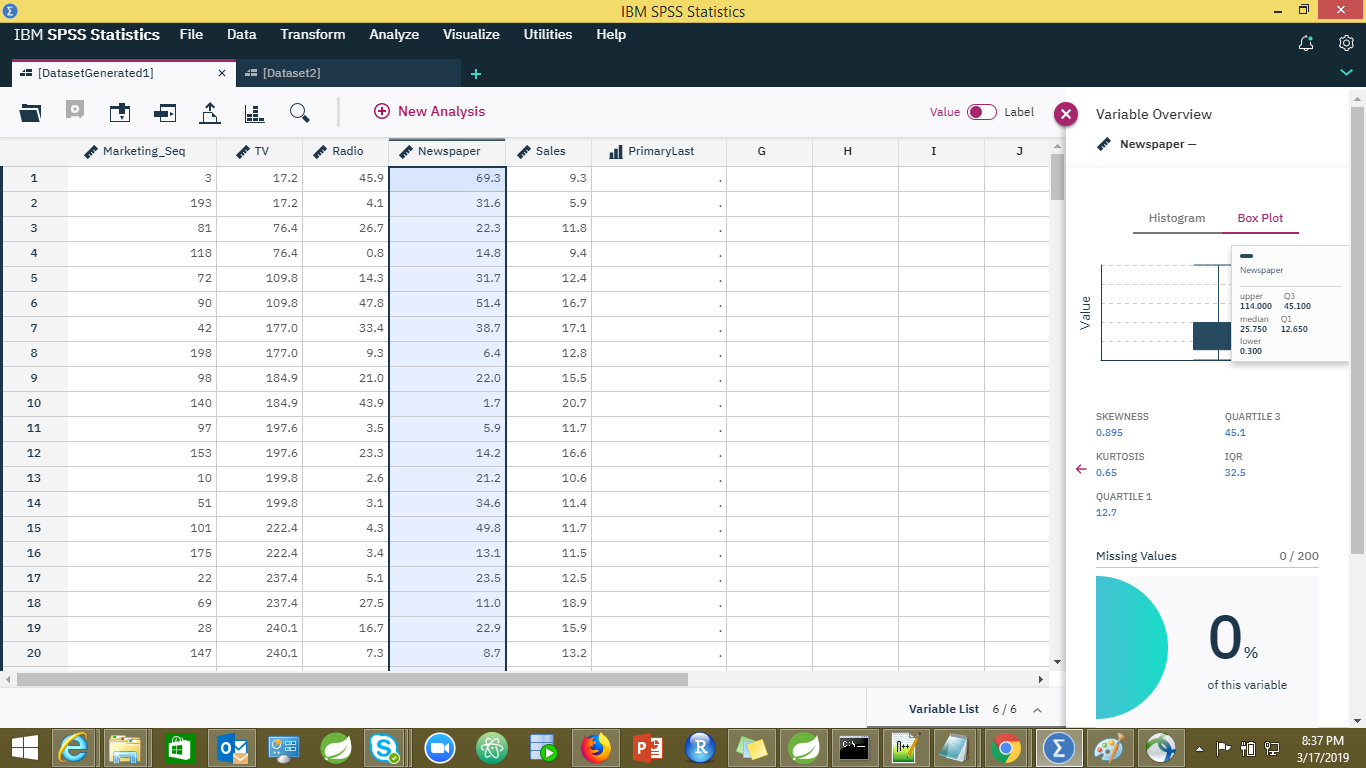 IBM SPSS Statistics
IBM SPSS Statistics File Data Transform Analyze Visualize Utilities Help
[DatasetGenerated1] × [Dataset2] +
New Analysis Value Label
Marketing_Seq TV Radio Newspaper Sales PrimaryLast G H I J
1 3 17.2 45.9 69.3 9.3 .
2 193 17.2 4.1 31.6 5.9 .
3 81 76.4 26.7 22.3 11.8 .
4 118 76.4 0.8 14.8 9.4 .
5 72 109.8 14.3 31.7 12.4 .
6 90 109.8 47.8 51.4 16.7 .
7 42 177.0 33.4 38.7 17.1 .
8 198 177.0 9.3 6.4 12.8 .
9 98 184.9 21.0 22.0 15.5 .
10 140 184.9 43.9 1.7 20.7 .
11 97 197.6 3.5 5.9 11.7 .
12 153 197.6 23.3 14.2 16.6 .
13 10 199.8 2.6 21.2 10.6 .
14 51 199.8 3.1 34.6 11.4 .
15 101 222.4 4.3 49.8 11.7 .
16 175 222.4 3.4 13.1 11.5 .
17 22 237.4 5.1 23.5 12.5 .
18 69 237.4 27.5 11.0 18.9 .
19 28 240.1 16.7 22.9 15.9 .
20 147 240.1 7.3 8.7 13.2 .
Variable List 6 / 6
Variable Overview
Newspaper —
Histogram Box Plot
Value
Newspaper
upper Q3
114.000 45.100
median Q1
25.750 12.650
lower
0.300
SKEWNESS QUARTILE 3
0.895 45.1
KURTOSIS IQR
0.65 32.5
QUARTILE 1
12.7
Missing Values 0 / 200
0 %
of this variable
8:37 PM
3/17/2019